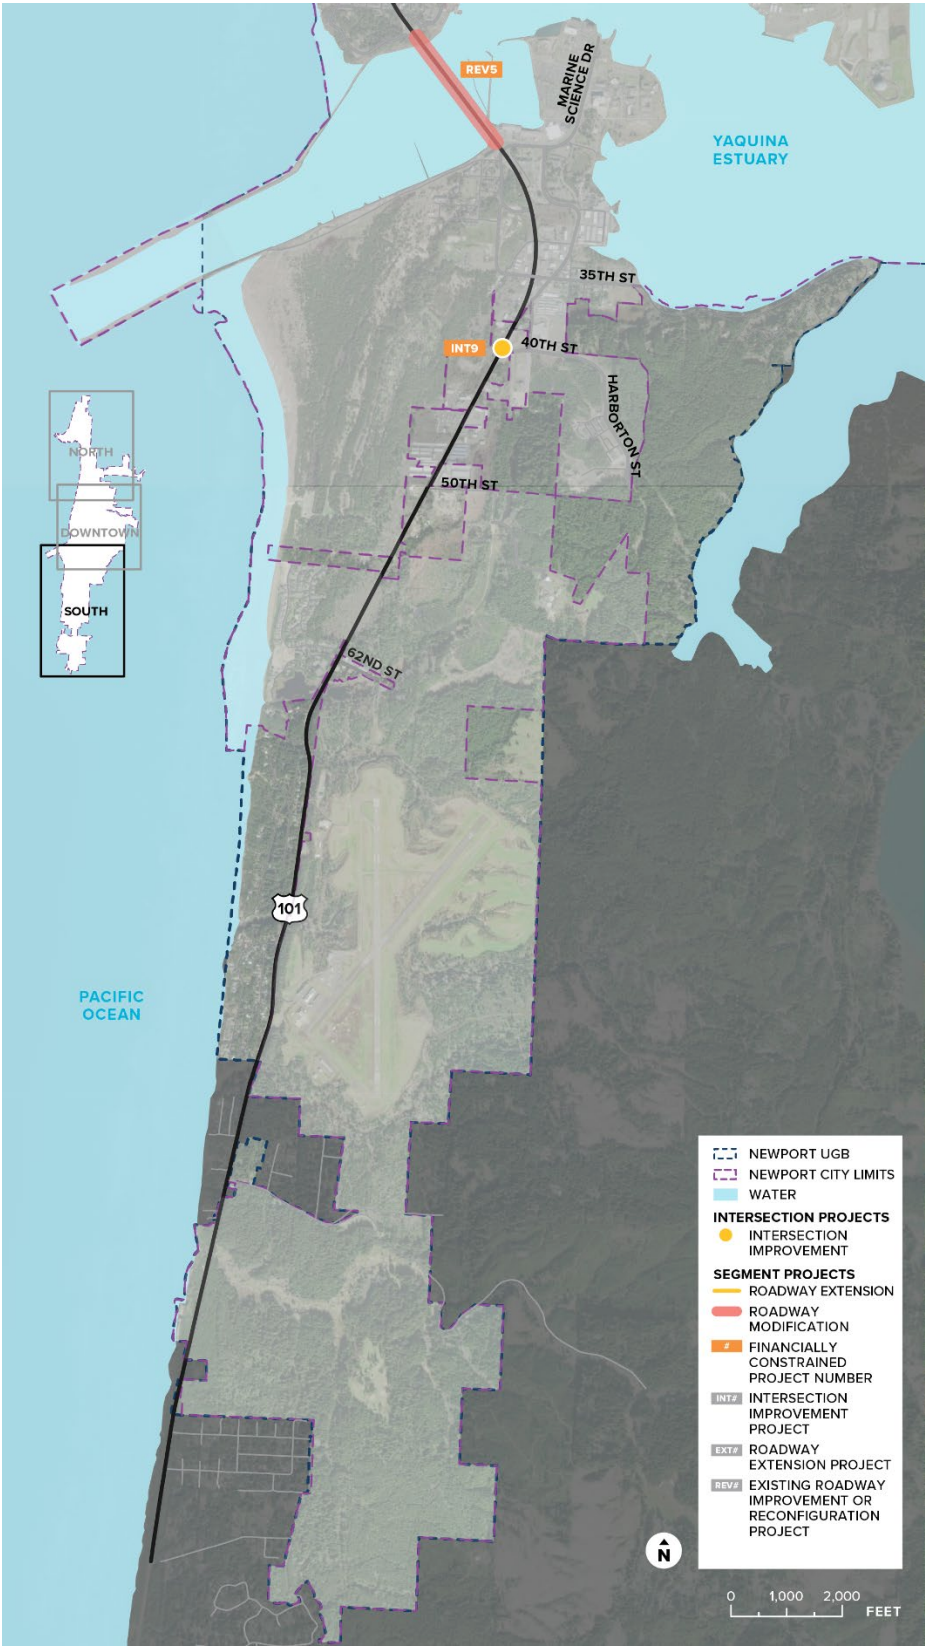 REV5
MARINE
SCIENCE DR
YAQUINA
ESTUARY
35TH ST
INT9
40TH ST
HARBORTON ST
NORTH
50TH ST
DOWNTOWN
SOUTH
62ND ST
101
PACIFIC
OCEAN
NEWPORT UGB
NEWPORT CITY LIMITS
WATER
INTERSECTION PROJECTS
INTERSECTION
IMPROVEMENT
SEGMENT PROJECTS
ROADWAY EXTENSION
ROADWAY
MODIFICATION
# FINANCIALLY
CONSTRAINED
PROJECT NUMBER
INT# INTERSECTION
IMPROVEMENT
PROJECT
EXT# ROADWAY
EXTENSION PROJECT
REV# EXISTING ROADWAY
IMPROVEMENT OR
RECONFIGURATION
PROJECT
N
0 1,000 2,000
FEET